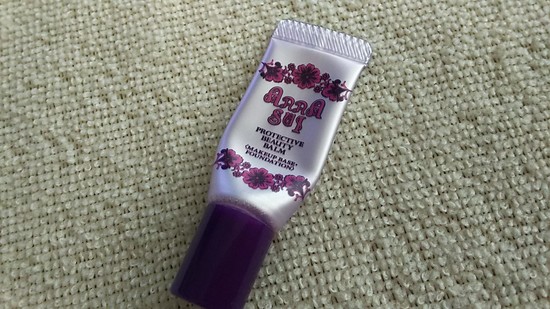 ANNA
SUI
PROTECTIVE
BEAUTY
BALM
(MAKEUP BASE·
FOUNDATION)